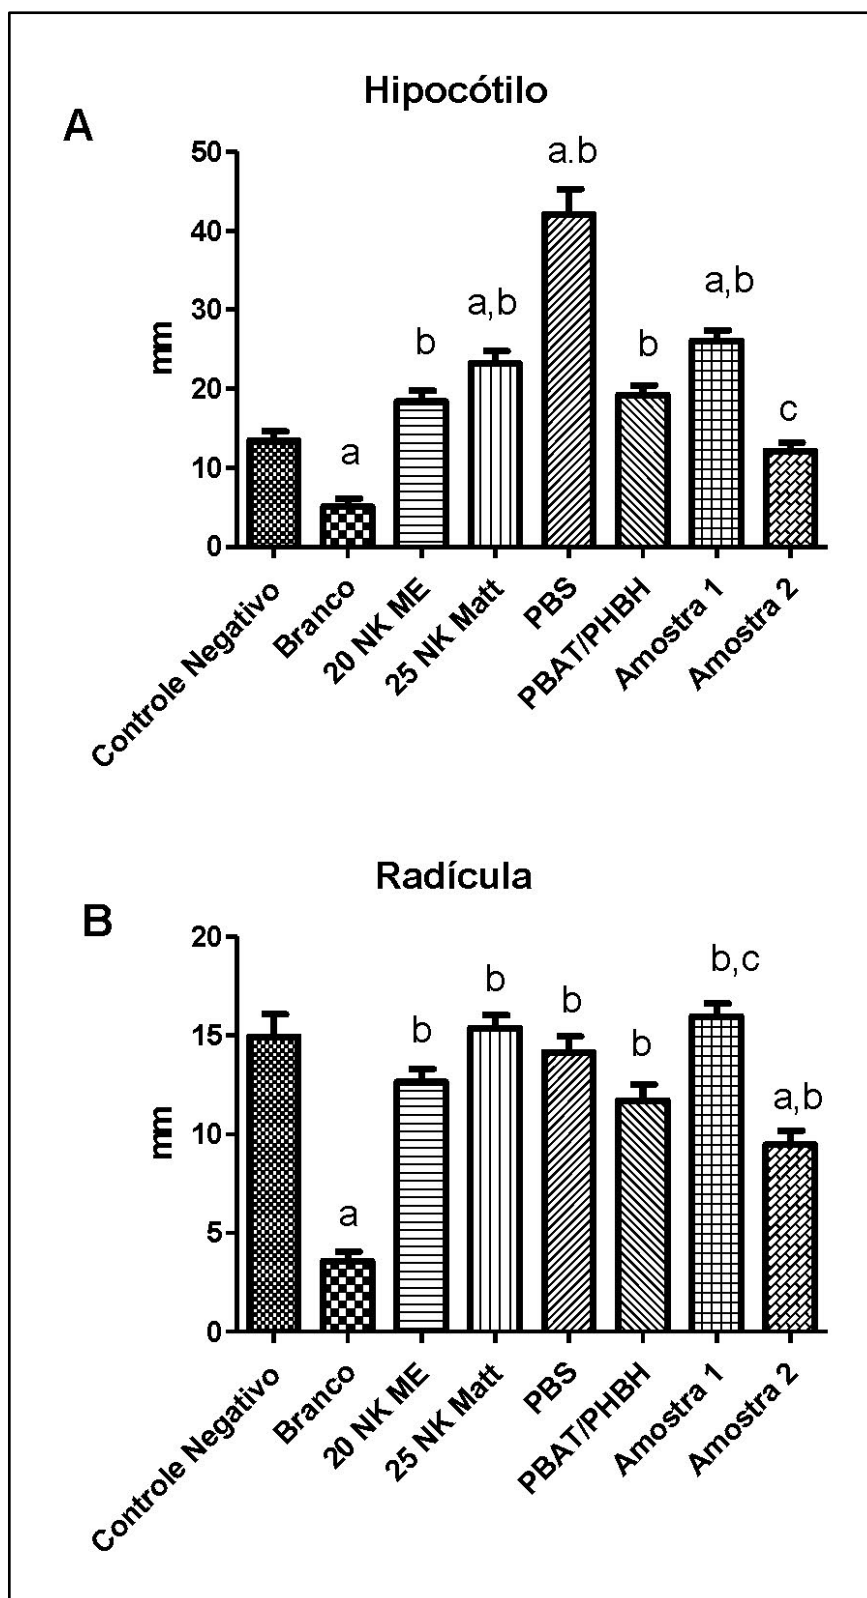 Hipocótilo
A
50
40
30
20
10
0
mm
a
b
a,b
a.b
b
a,b
c
Controle Negativo
Branco
20 NK ME
25 NK Matt
PBS
PBAT/PHBH
Amostra 1
Amostra 2
Radícula
B
20
15
10
5
0
mm
a
b
b
b
b
b,c
a,b
Controle Negativo
Branco
20 NK ME
25 NK Matt
PBS
PBAT/PHBH
Amostra 1
Amostra 2